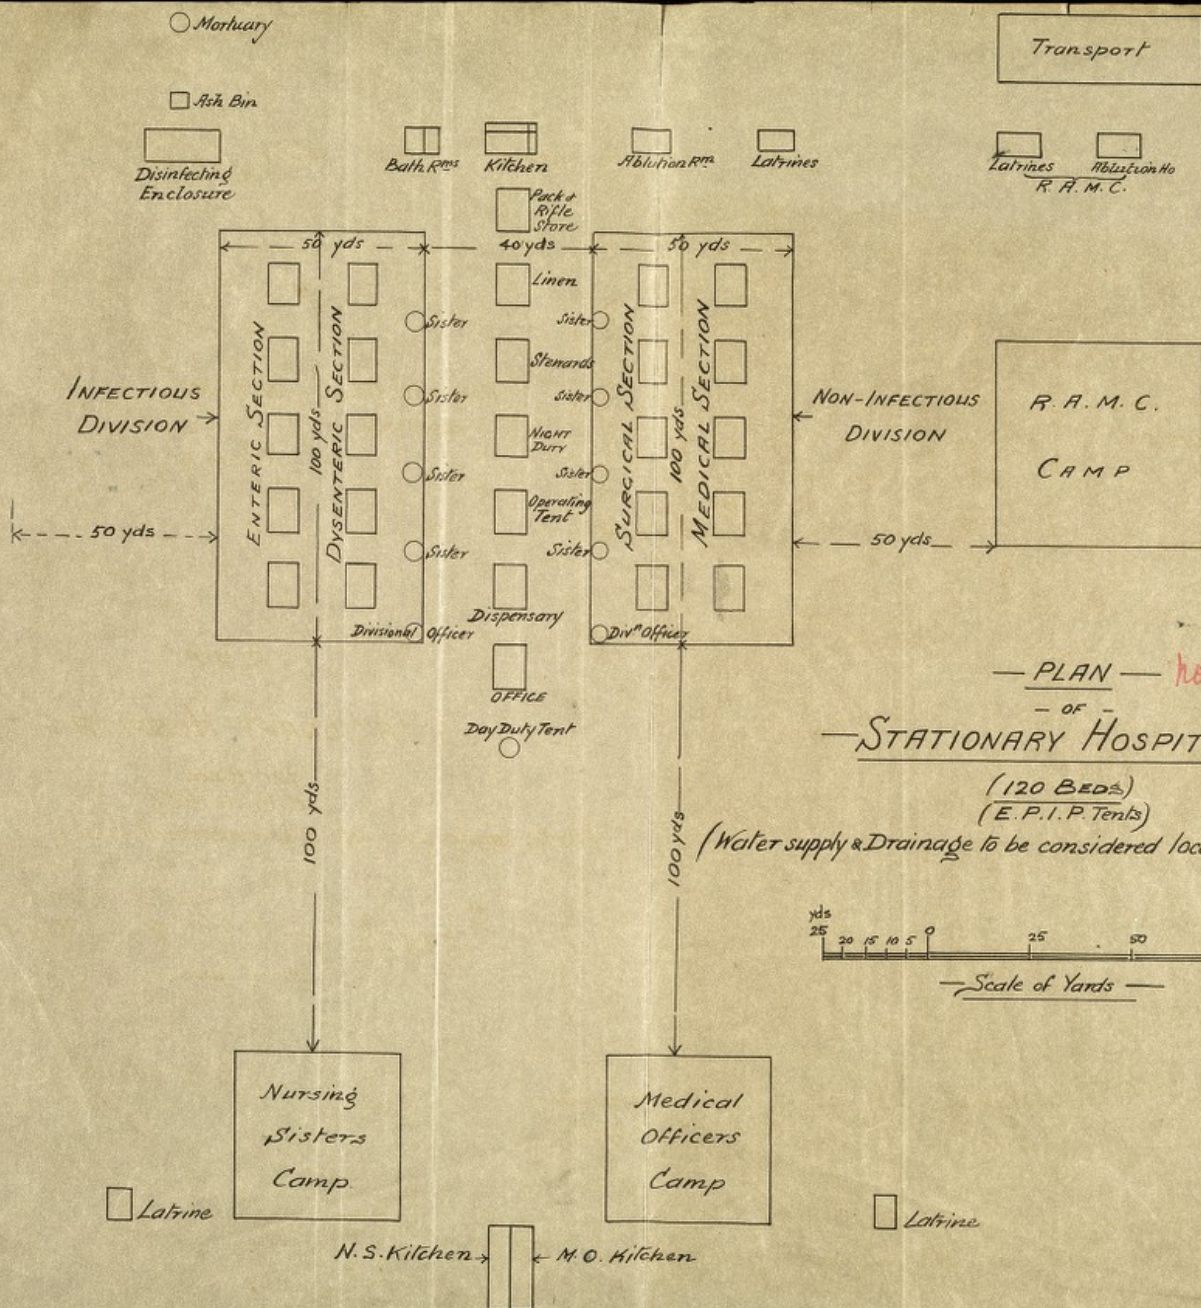 Mortuary
Transport
Ash Bin
Disinfecting
Enclosure
Bath Rms
Kitchen
Ablution Rm
Latrines
Latrines
Ablution Ho
R.A.M.C.
Pack &
Rifle
Store
50 yds
40 yds
50 yds
Linen
Sister
Sister
Stewards
Sister
Sister
Night
Duty
Sister
Sister
Operating
Tent
Sister
Sister
Dispensary
Divisional Officer
Divn Officer
OFFICE
Day Duty Tent
INFECTIOUS
DIVISION
ENTERIC SECTION
100 yds
DYSENTERIC SECTION
SURGICAL SECTION
100 yds
MEDICAL SECTION
NON-INFECTIOUS
DIVISION
R.A.M.C.
CAMP
50 yds
50 yds
— PLAN —
- OF -
— STATIONARY HOSPIT
(120 BEDS)
(E.P.I.P. Tents)
(Water supply & Drainage to be considered loc
100 yds
100 yds
yds
25 20 15 10 5 0 25 50
— Scale of Yards —
Nursing
Sisters
Camp
Medical
Officers
Camp
Latrine
Latrine
N.S. Kitchen
M.O. Kitchen